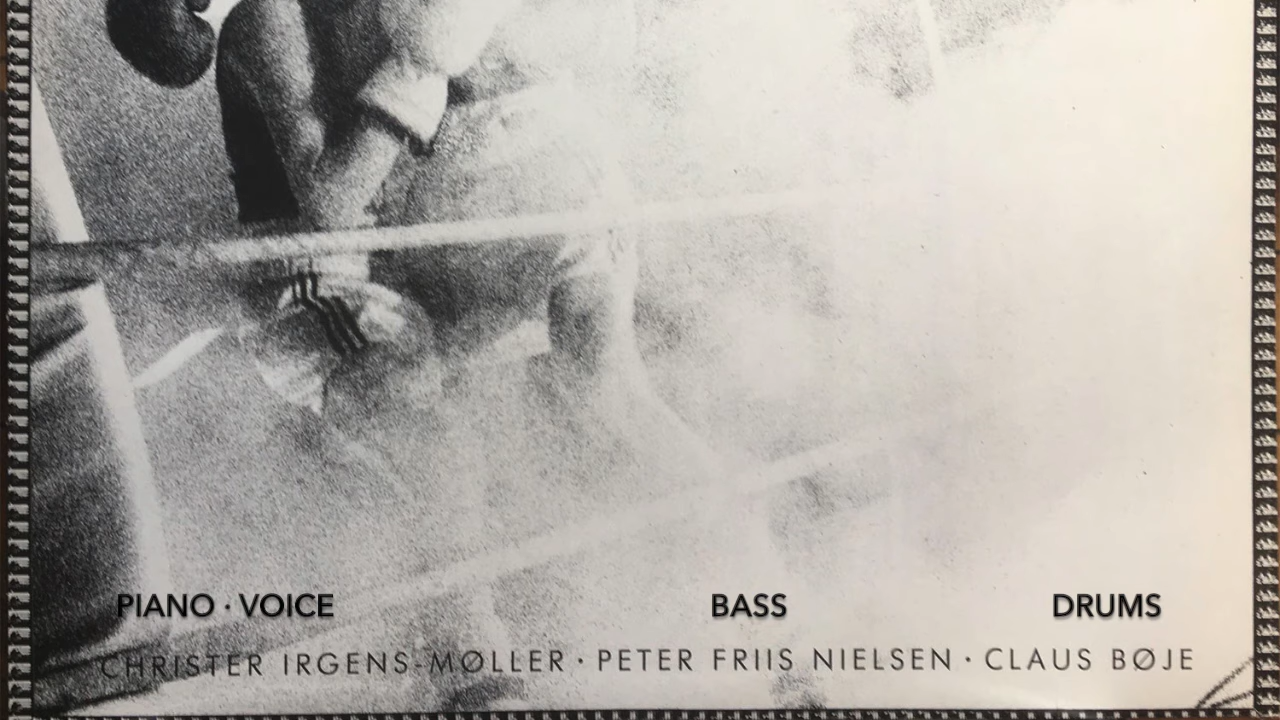 PIANO · VOICE BASS DRUMS
CHRISTER IRGENS-MØLLER · PETER FRIIS NIELSEN · CLAUS BØJE